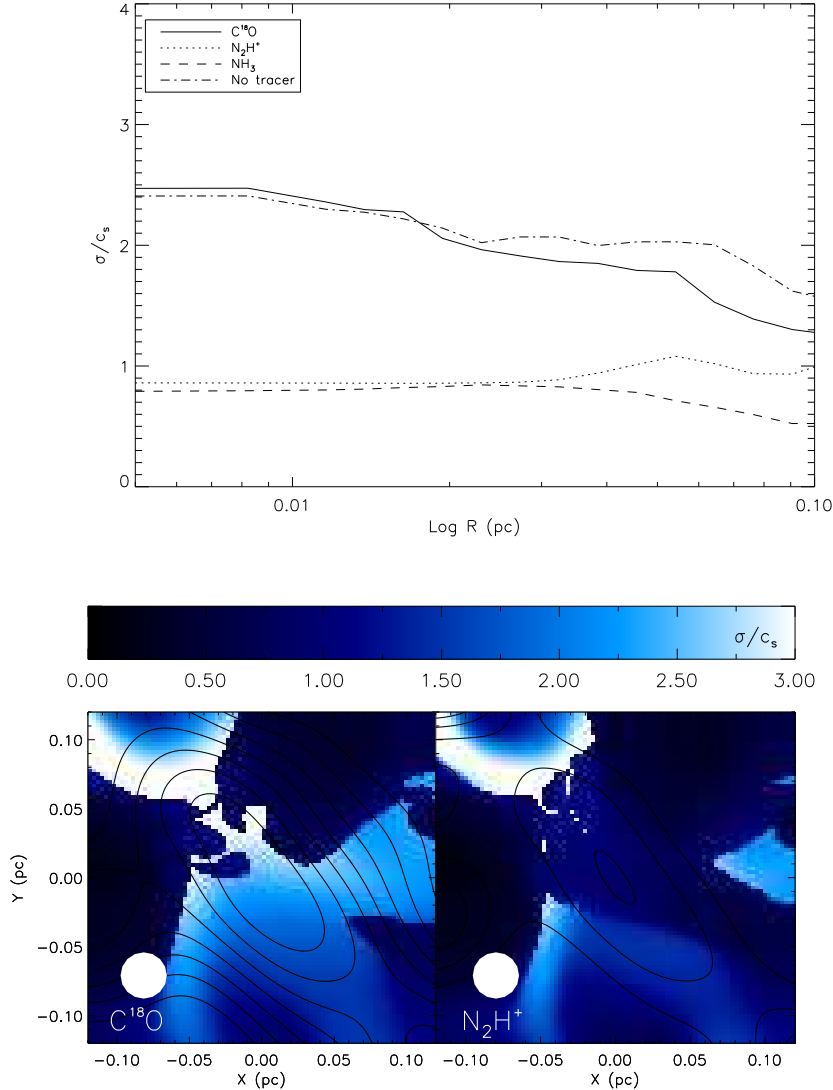 4
C¹⁸O
N₂H⁺
NH₃
No tracer
3
σ/cₛ
2
1
0
0.01 0.10
Log R (pc)
σ/cₛ
0.00 0.50 1.00 1.50 2.00 2.50 3.00
0.10
0.05
Y (pc)
0.00
−0.05
−0.10
C¹⁸O N₂H⁺
−0.10 −0.05 0.00 0.05 0.10 −0.10 −0.05 0.00 0.05 0.10
X (pc) X (pc)